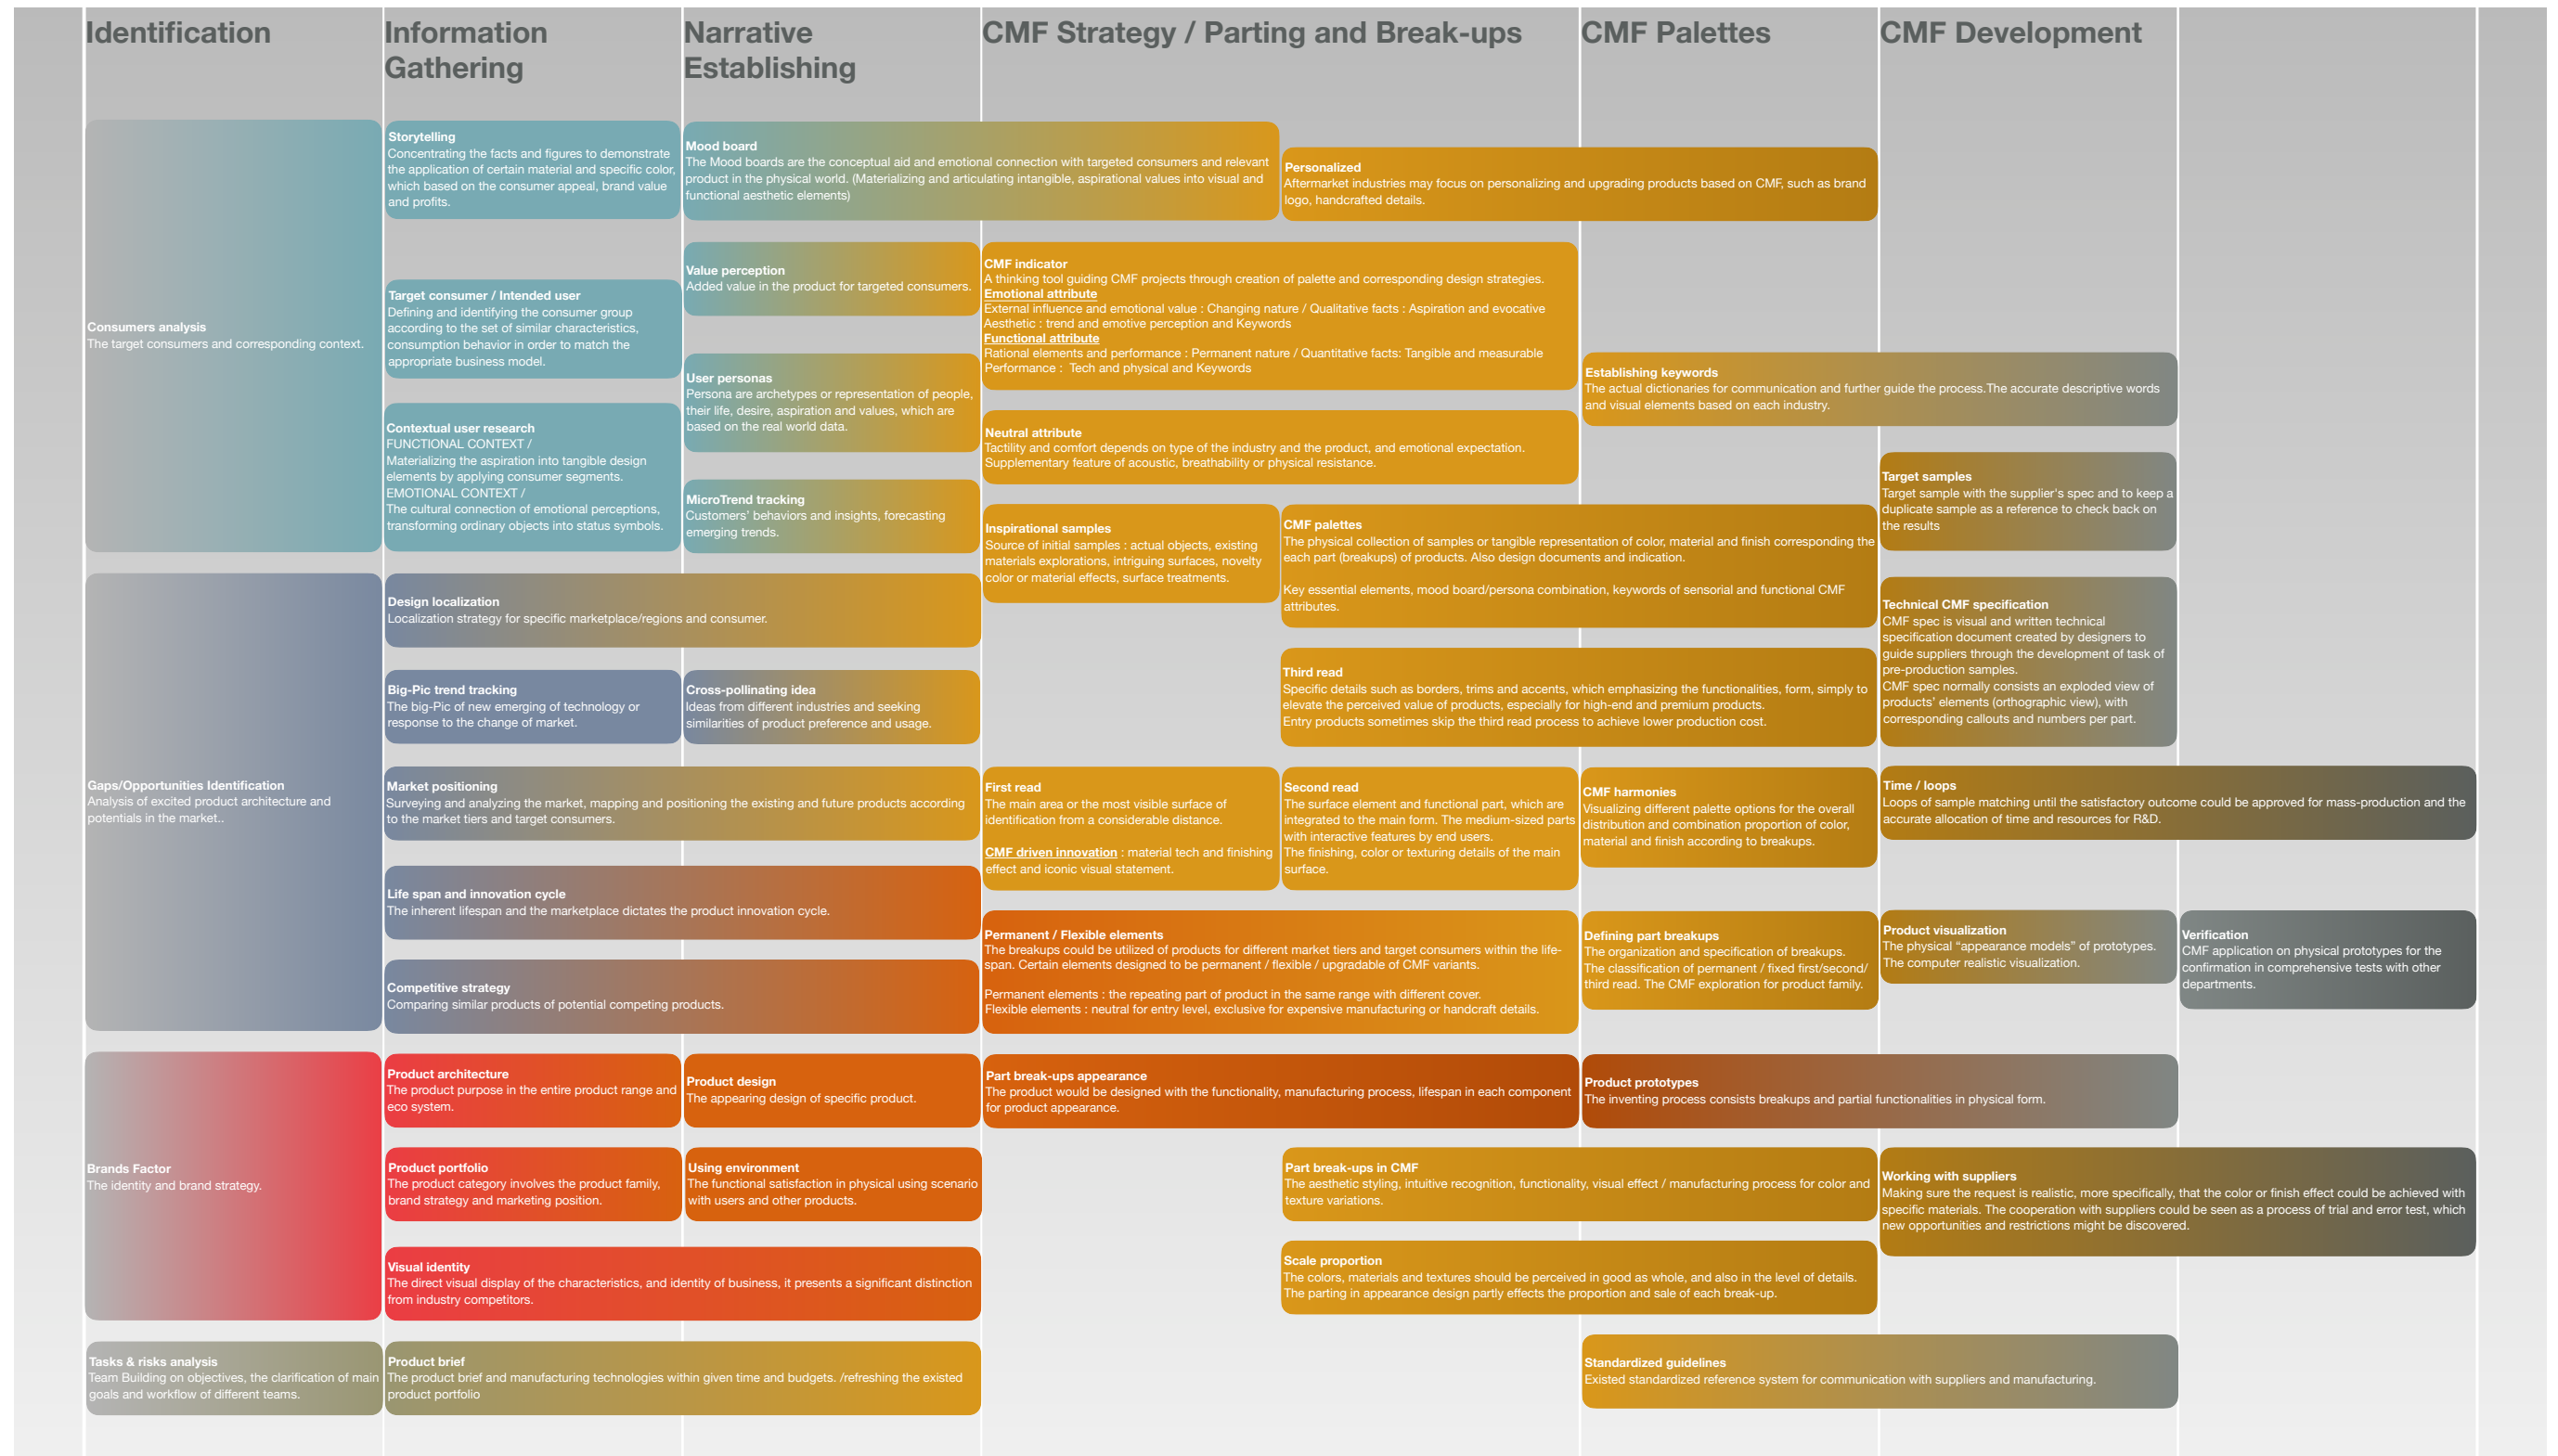 Identification
Information
Gathering
Narrative
Establishing
CMF Strategy / Parting and Break-ups
CMF Palettes
CMF Development
Consumers analysis
The target consumers and corresponding context.
Gaps/Opportunities Identification
Analysis of excited product architecture and
potentials in the market..
Brands Factor
The identity and brand strategy.
Tasks & risks analysis
Team Building on objectives, the clarification of main
goals and workflow of different teams.
Storytelling
Concentrating the facts and figures to demonstrate
the application of certain material and specific color,
which based on the consumer appeal, brand value
and profits.
Target consumer / Intended user
Defining and identifying the consumer group
according to the set of similar characteristics,
consumption behavior in order to match the
appropriate business model.
Contextual user research
FUNCTIONAL CONTEXT /
Materializing the aspiration into tangible design
elements by applying consumer segments.
EMOTIONAL CONTEXT /
The cultural connection of emotional perceptions,
transforming ordinary objects into status symbols.
Design localization
Localization strategy for specific marketplace/regions and consumer.
Big-Pic trend tracking
The big-Pic of new emerging of technology or
response to the change of market.
Market positioning
Surveying and analyzing the market, mapping and positioning the existing and future products according
to the market tiers and target consumers.
Life span and innovation cycle
The inherent lifespan and the marketplace dictates the product innovation cycle.
Competitive strategy
Comparing similar products of potential competing products.
Product architecture
The product purpose in the entire product range and
eco system.
Product portfolio
The product category involves the product family,
brand strategy and marketing position.
Visual identity
The direct visual display of the characteristics, and identity of business, it presents a significant distinction
from industry competitors.
Product brief
The product brief and manufacturing technologies within given time and budgets. /refreshing the existed
product portfolio
Mood board
The Mood boards are the conceptual aid and emotional connection with targeted consumers and relevant
product in the physical world. (Materializing and articulating intangible, aspirational values into visual and
functional aesthetic elements)
Value perception
Added value in the product for targeted consumers.
User personas
Persona are archetypes or representation of people,
their life, desire, aspiration and values, which are
based on the real world data.
MicroTrend tracking
Customers' behaviors and insights, forecasting
emerging trends.
Cross-pollinating idea
Ideas from different industries and seeking
similarities of product preference and usage.
Product design
The appearing design of specific product.
Using environment
The functional satisfaction in physical using scenario
with users and other products.
Personalized
Aftermarket industries may focus on personalizing and upgrading products based on CMF, such as brand
logo, handcrafted details.
CMF indicator
A thinking tool guiding CMF projects through creation of palette and corresponding design strategies.
Emotional attribute
External influence and emotional value : Changing nature / Qualitative facts : Aspiration and evocative
Aesthetic : trend and emotive perception and Keywords
Functional attribute
Rational elements and performance : Permanent nature / Quantitative facts: Tangible and measurable
Performance :  Tech and physical and Keywords
Neutral attribute
Tactility and comfort depends on type of the industry and the product, and emotional expectation.
Supplementary feature of acoustic, breathability or physical resistance.
Inspirational samples
Source of initial samples : actual objects, existing
materials explorations, intriguing surfaces, novelty
color or material effects, surface treatments.
CMF palettes
The physical collection of samples or tangible representation of color, material and finish corresponding the
each part (breakups) of products. Also design documents and indication.
Key essential elements, mood board/persona combination, keywords of sensorial and functional CMF
attributes.
Third read
Specific details such as borders, trims and accents, which emphasizing the functionalities, form, simply to
elevate the perceived value of products, especially for high-end and premium products.
Entry products sometimes skip the third read process to achieve lower production cost.
First read
The main area or the most visible surface of
identification from a considerable distance.
CMF driven innovation : material tech and finishing
effect and iconic visual statement.
Second read
The surface element and functional part, which are
integrated to the main form. The medium-sized parts
with interactive features by end users.
The finishing, color or texturing details of the main
surface.
Permanent / Flexible elements
The breakups could be utilized of products for different market tiers and target consumers within the life-
span. Certain elements designed to be permanent / flexible / upgradable of CMF variants.
Permanent elements : the repeating part of product in the same range with different cover.
Flexible elements : neutral for entry level, exclusive for expensive manufacturing or handcraft details.
Part break-ups appearance
The product would be designed with the functionality, manufacturing process, lifespan in each component
for product appearance.
Part break-ups in CMF
The aesthetic styling, intuitive recognition, functionality, visual effect / manufacturing process for color and
texture variations.
Scale proportion
The colors, materials and textures should be perceived in good as whole, and also in the level of details.
The parting in appearance design partly effects the proportion and sale of each break-up.
Establishing keywords
The actual dictionaries for communication and further guide the process.The accurate descriptive words
and visual elements based on each industry.
CMF harmonies
Visualizing different palette options for the overall
distribution and combination proportion of color,
material and finish according to breakups.
Defining part breakups
The organization and specification of breakups.
The classification of permanent / fixed first/second/
third read. The CMF exploration for product family.
Product prototypes
The inventing process consists breakups and partial functionalities in physical form.
Standardized guidelines
Existed standardized reference system for communication with suppliers and manufacturing.
Target samples
Target sample with the supplier's spec and to keep a
duplicate sample as a reference to check back on
the results
Technical CMF specification
CMF spec is visual and written technical
specification document created by designers to
guide suppliers through the development of task of
pre-production samples.
CMF spec normally consists an exploded view of
products' elements (orthographic view), with
corresponding callouts and numbers per part.
Time / loops
Loops of sample matching until the satisfactory outcome could be approved for mass-production and the
accurate allocation of time and resources for R&D.
Product visualization
The physical “appearance models” of prototypes.
The computer realistic visualization.
Verification
CMF application on physical prototypes for the
confirmation in comprehensive tests with other
departments.
Working with suppliers
Making sure the request is realistic, more specifically, that the color or finish effect could be achieved with
specific materials. The cooperation with suppliers could be seen as a process of trial and error test, which
new opportunities and restrictions might be discovered.